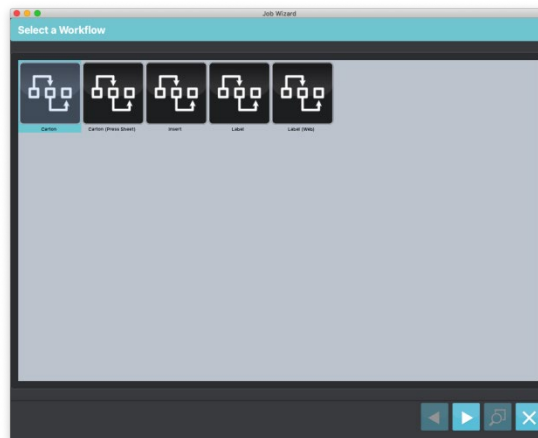 Job Wizard
Select a Workflow
Carton
Carton (Press Sheet)
Insert
Label
Label (Web)